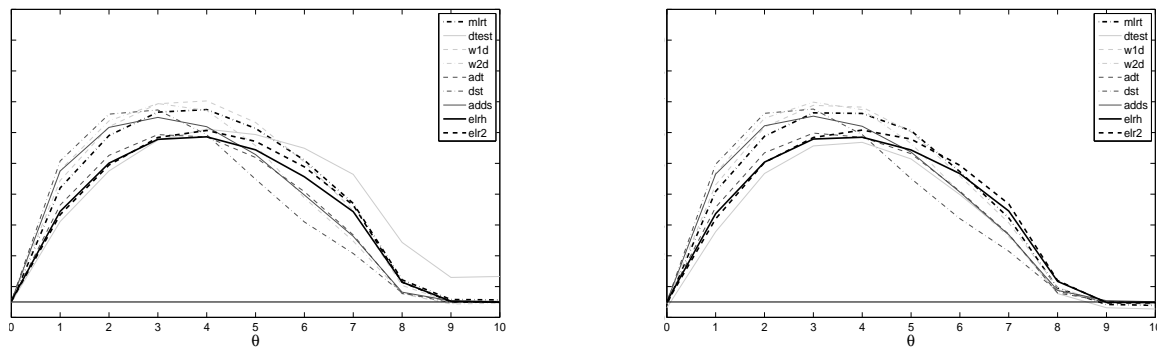 mlrt
dtest
w1d
w2d
adt
dst
adds
elrh
elr2
0 1 2 3 4 5 6 7 8 9 10
θ
mlrt
dtest
w1d
w2d
adt
dst
adds
elrh
elr2
0 1 2 3 4 5 6 7 8 9 10
θ